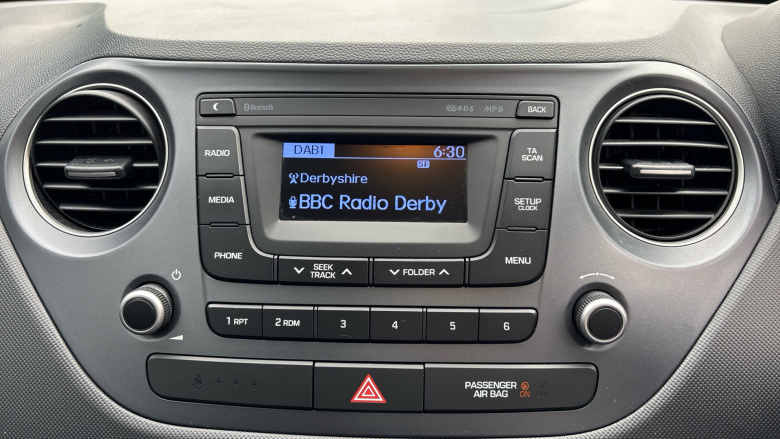 Bluetooth
R·D·S
MP3
BACK
RADIO
DAB1
6:30
SF
TA
SCAN
Derbyshire
MEDIA
BBC Radio Derby
SETUP
CLOCK
PHONE
SEEK
TRACK
FOLDER
MENU
1 RPT
2 RDM
3
4
5
6
PASSENGER
AIR BAG
ON
OFF